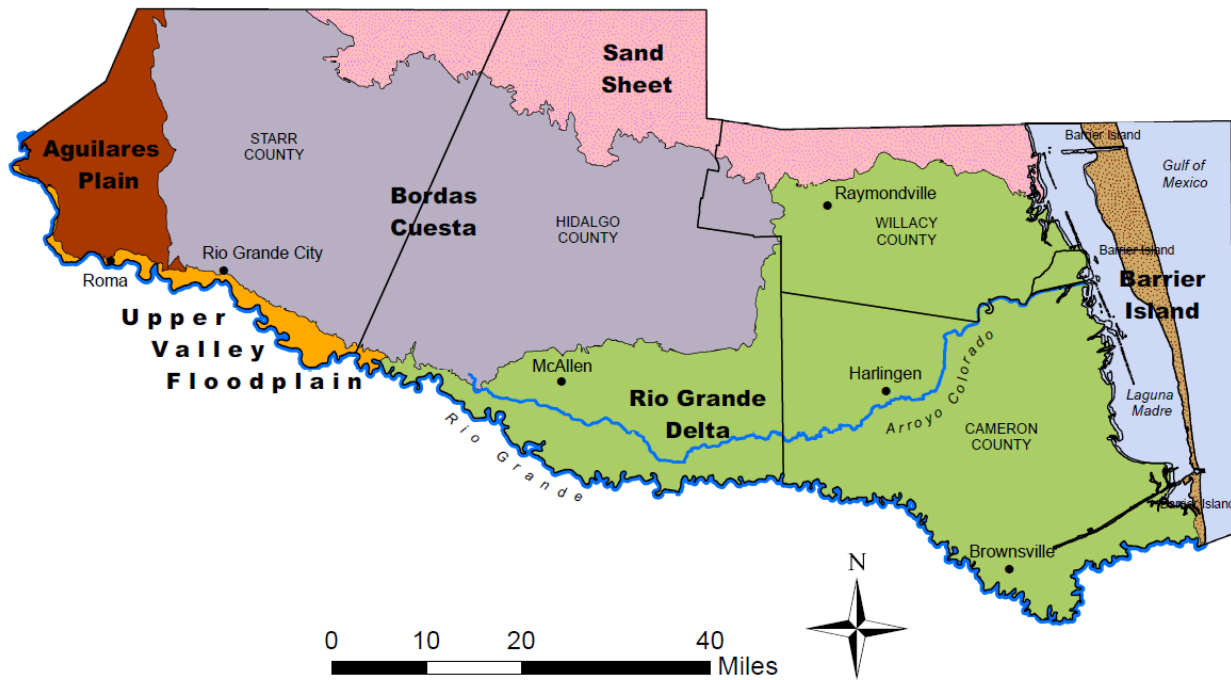 Sand
Sheet
Barrier Island
STARR
COUNTY
Aguilares
Plain
Gulf of
Mexico
Bordas
Cuesta
Raymondville
HIDALGO
COUNTY
WILLACY
COUNTY
Rio Grande City
Barrier Island
Roma
Barrier
Island
Upper
Valley
Floodplain
McAllen
Harlingen
Rio Grande
Delta
Arroyo Colorado
Laguna
Madre
Rio Grande
CAMERON
COUNTY
Barrier Island
Brownsville
N
0 10 20 40
Miles